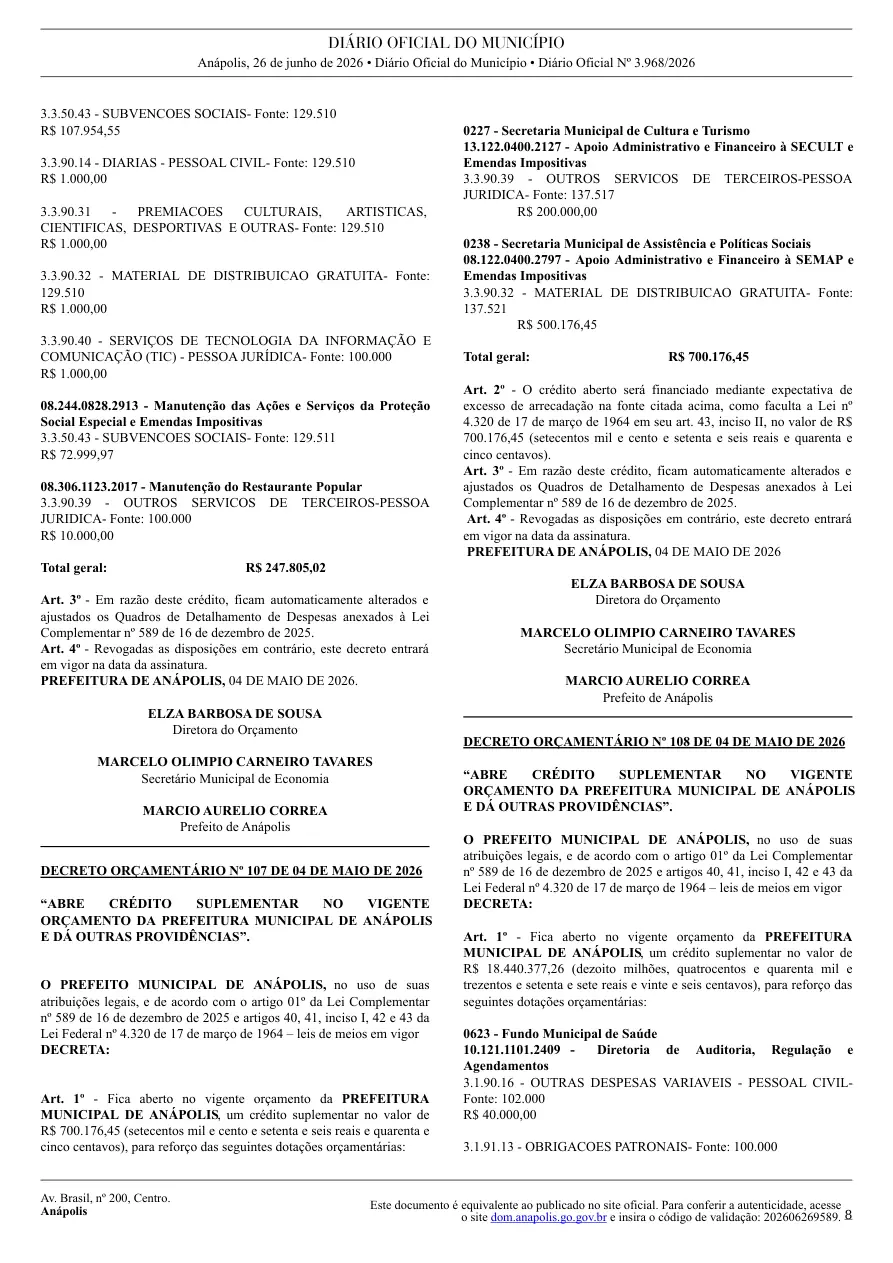 DIÁRIO OFICIAL DO MUNICÍPIO
Anápolis, 26 de junho de 2026 • Diário Oficial do Município • Diário Oficial Nº 3.968/2026
3.3.50.43 - SUBVENCOES SOCIAIS- Fonte: 129.510
R$ 107.954,55
3.3.90.14 - DIARIAS - PESSOAL CIVIL- Fonte: 129.510
R$ 1.000,00
3.3.90.31 - PREMIACOES CULTURAIS, ARTISTICAS,
CIENTIFICAS, DESPORTIVAS E OUTRAS- Fonte: 129.510
R$ 1.000,00
3.3.90.32 - MATERIAL DE DISTRIBUICAO GRATUITA- Fonte:
129.510
R$ 1.000,00
3.3.90.40 - SERVIÇOS DE TECNOLOGIA DA INFORMAÇÃO E
COMUNICAÇÃO (TIC) - PESSOA JURÍDICA- Fonte: 100.000
R$ 1.000,00
08.244.0828.2913 - Manutenção das Ações e Serviços da Proteção
Social Especial e Emendas Impositivas
3.3.50.43 - SUBVENCOES SOCIAIS- Fonte: 129.511
R$ 72.999,97
08.306.1123.2017 - Manutenção do Restaurante Popular
3.3.90.39 - OUTROS SERVICOS DE TERCEIROS-PESSOA
JURIDICA- Fonte: 100.000
R$ 10.000,00
Total geral: R$ 247.805,02
Art. 3º - Em razão deste crédito, ficam automaticamente alterados e
ajustados os Quadros de Detalhamento de Despesas anexados à Lei
Complementar nº 589 de 16 de dezembro de 2025.
Art. 4º - Revogadas as disposições em contrário, este decreto entrará
em vigor na data da assinatura.
PREFEITURA DE ANÁPOLIS, 04 DE MAIO DE 2026.
ELZA BARBOSA DE SOUSA
Diretora do Orçamento
MARCELO OLIMPIO CARNEIRO TAVARES
Secretário Municipal de Economia
MARCIO AURELIO CORREA
Prefeito de Anápolis
DECRETO ORÇAMENTÁRIO Nº 107 DE 04 DE MAIO DE 2026
“ABRE CRÉDITO SUPLEMENTAR NO VIGENTE
ORÇAMENTO DA PREFEITURA MUNICIPAL DE ANÁPOLIS
E DÁ OUTRAS PROVIDÊNCIAS”.
O PREFEITO MUNICIPAL DE ANÁPOLIS, no uso de suas
atribuições legais, e de acordo com o artigo 01º da Lei Complementar
nº 589 de 16 de dezembro de 2025 e artigos 40, 41, inciso I, 42 e 43 da
Lei Federal nº 4.320 de 17 de março de 1964 – leis de meios em vigor
DECRETA:
Art. 1º - Fica aberto no vigente orçamento da PREFEITURA
MUNICIPAL DE ANÁPOLIS, um crédito suplementar no valor de
R$ 700.176,45 (setecentos mil e cento e setenta e seis reais e quarenta e
cinco centavos), para reforço das seguintes dotações orçamentárias:
0227 - Secretaria Municipal de Cultura e Turismo
13.122.0400.2127 - Apoio Administrativo e Financeiro à SECULT e
Emendas Impositivas
3.3.90.39 - OUTROS SERVICOS DE TERCEIROS-PESSOA
JURIDICA- Fonte: 137.517
R$ 200.000,00
0238 - Secretaria Municipal de Assistência e Políticas Sociais
08.122.0400.2797 - Apoio Administrativo e Financeiro à SEMAP e
Emendas Impositivas
3.3.90.32 - MATERIAL DE DISTRIBUICAO GRATUITA- Fonte:
137.521
R$ 500.176,45
Total geral: R$ 700.176,45
Art. 2º - O crédito aberto será financiado mediante expectativa de
excesso de arrecadação na fonte citada acima, como faculta a Lei nº
4.320 de 17 de março de 1964 em seu art. 43, inciso II, no valor de R$
700.176,45 (setecentos mil e cento e setenta e seis reais e quarenta e
cinco centavos).
Art. 3º - Em razão deste crédito, ficam automaticamente alterados e
ajustados os Quadros de Detalhamento de Despesas anexados à Lei
Complementar nº 589 de 16 de dezembro de 2025.
Art. 4º - Revogadas as disposições em contrário, este decreto entrará
em vigor na data da assinatura.
PREFEITURA DE ANÁPOLIS, 04 DE MAIO DE 2026
ELZA BARBOSA DE SOUSA
Diretora do Orçamento
MARCELO OLIMPIO CARNEIRO TAVARES
Secretário Municipal de Economia
MARCIO AURELIO CORREA
Prefeito de Anápolis
DECRETO ORÇAMENTÁRIO Nº 108 DE 04 DE MAIO DE 2026
“ABRE CRÉDITO SUPLEMENTAR NO VIGENTE
ORÇAMENTO DA PREFEITURA MUNICIPAL DE ANÁPOLIS
E DÁ OUTRAS PROVIDÊNCIAS”.
O PREFEITO MUNICIPAL DE ANÁPOLIS, no uso de suas
atribuições legais, e de acordo com o artigo 01º da Lei Complementar
nº 589 de 16 de dezembro de 2025 e artigos 40, 41, inciso I, 42 e 43 da
Lei Federal nº 4.320 de 17 de março de 1964 – leis de meios em vigor
DECRETA:
Art. 1º - Fica aberto no vigente orçamento da PREFEITURA
MUNICIPAL DE ANÁPOLIS, um crédito suplementar no valor de
R$ 18.440.377,26 (dezoito milhões, quatrocentos e quarenta mil e
trezentos e setenta e sete reais e vinte e seis centavos), para reforço das
seguintes dotações orçamentárias:
0623 - Fundo Municipal de Saúde
10.121.1101.2409 - Diretoria de Auditoria, Regulação e
Agendamentos
3.1.90.16 - OUTRAS DESPESAS VARIAVEIS - PESSOAL CIVIL-
Fonte: 102.000
R$ 40.000,00
3.1.91.13 - OBRIGACOES PATRONAIS- Fonte: 100.000
Av. Brasil, nº 200, Centro.
Anápolis
Este documento é equivalente ao publicado no site oficial. Para conferir a autenticidade, acesse
o site dom.anapolis.go.gov.br e insira o código de validação: 202606269589. 8